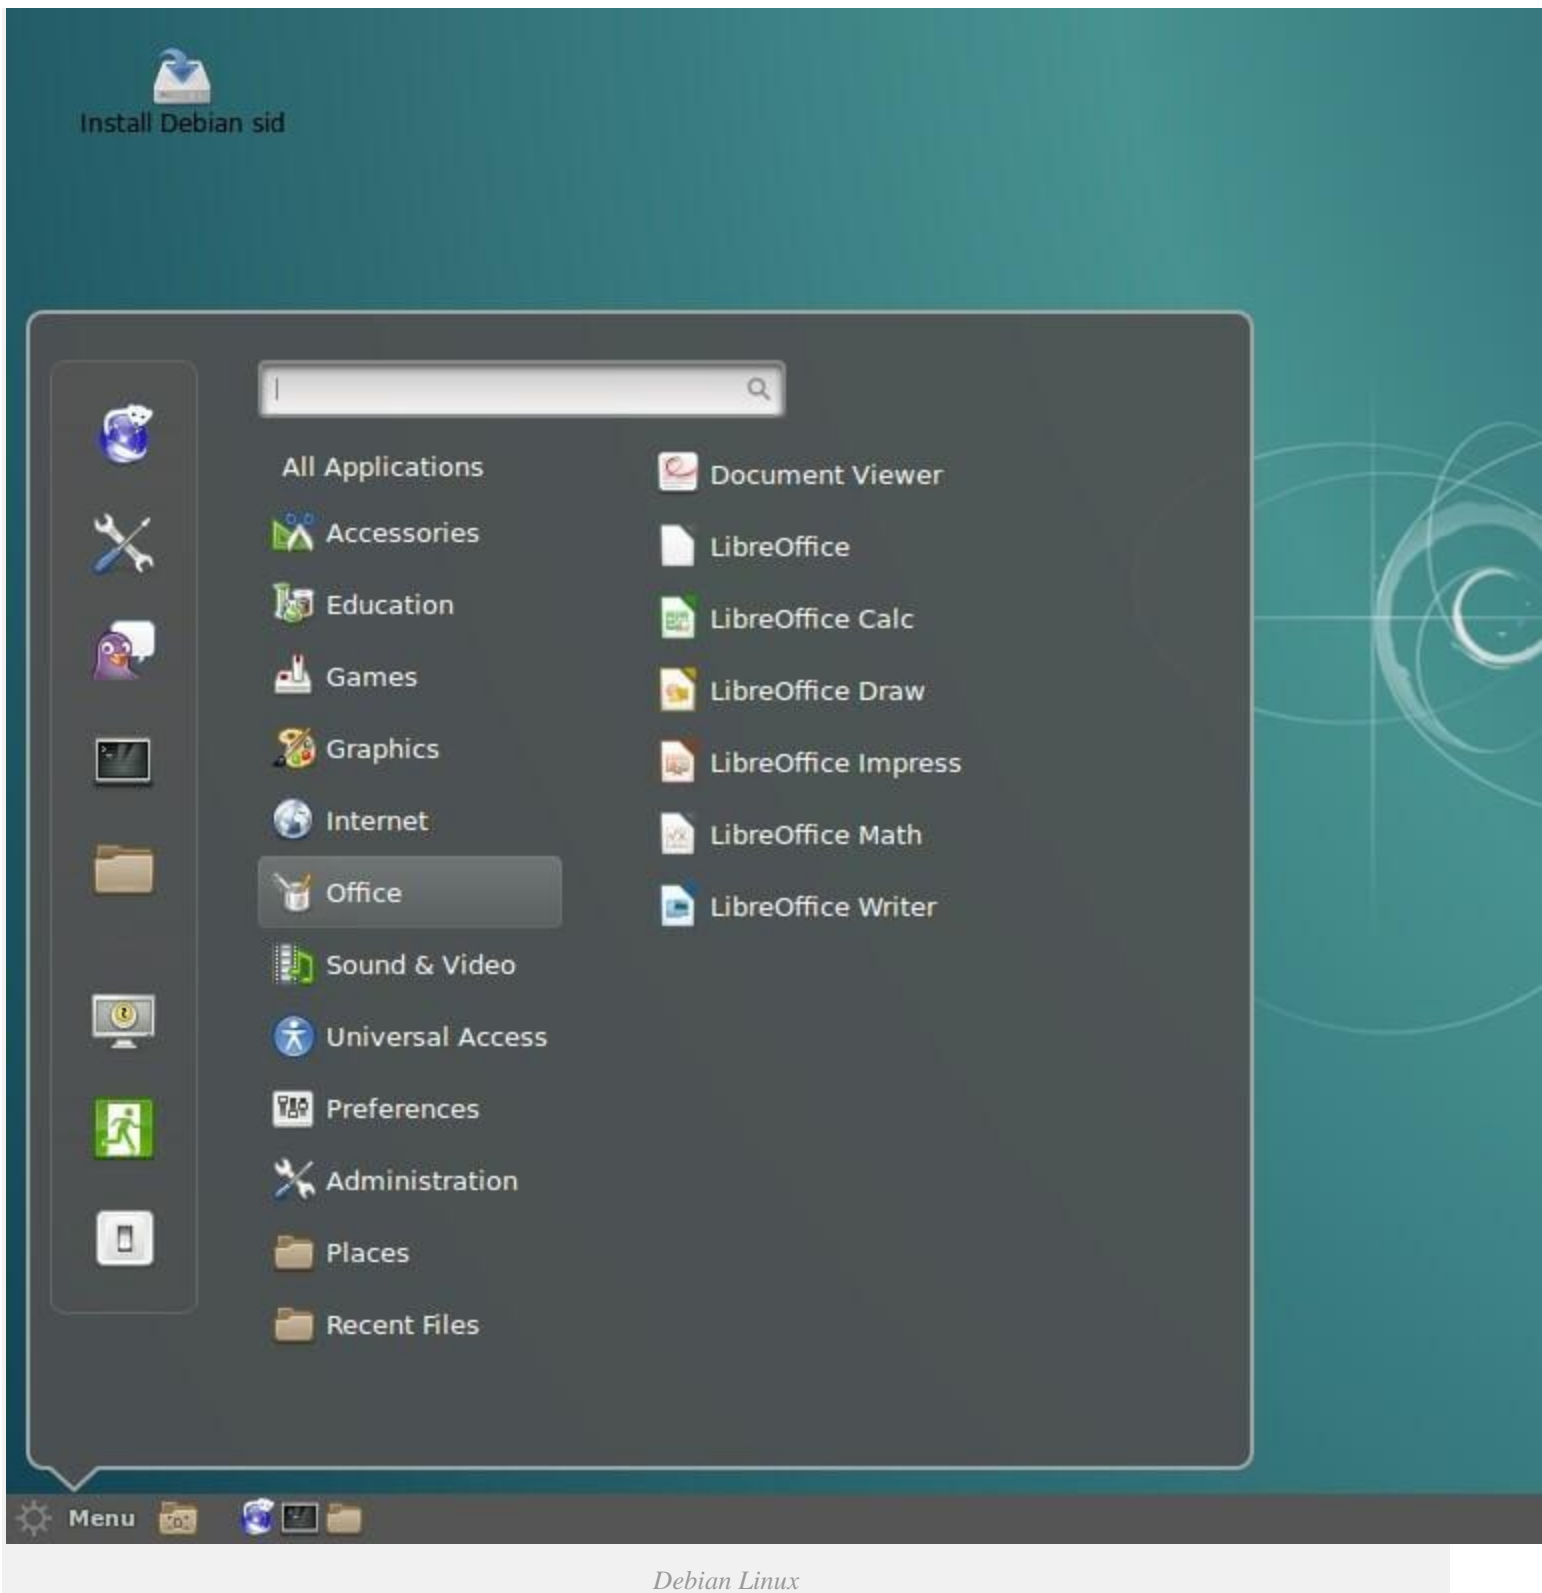 Install Debian sid
All Applications
Accessories
Education
Games
Graphics
Internet
Office
Sound & Video
Universal Access
Preferences
Administration
Places
Recent Files
Document Viewer
LibreOffice
LibreOffice Calc
LibreOffice Draw
LibreOffice Impress
LibreOffice Math
LibreOffice Writer
Menu
Debian Linux